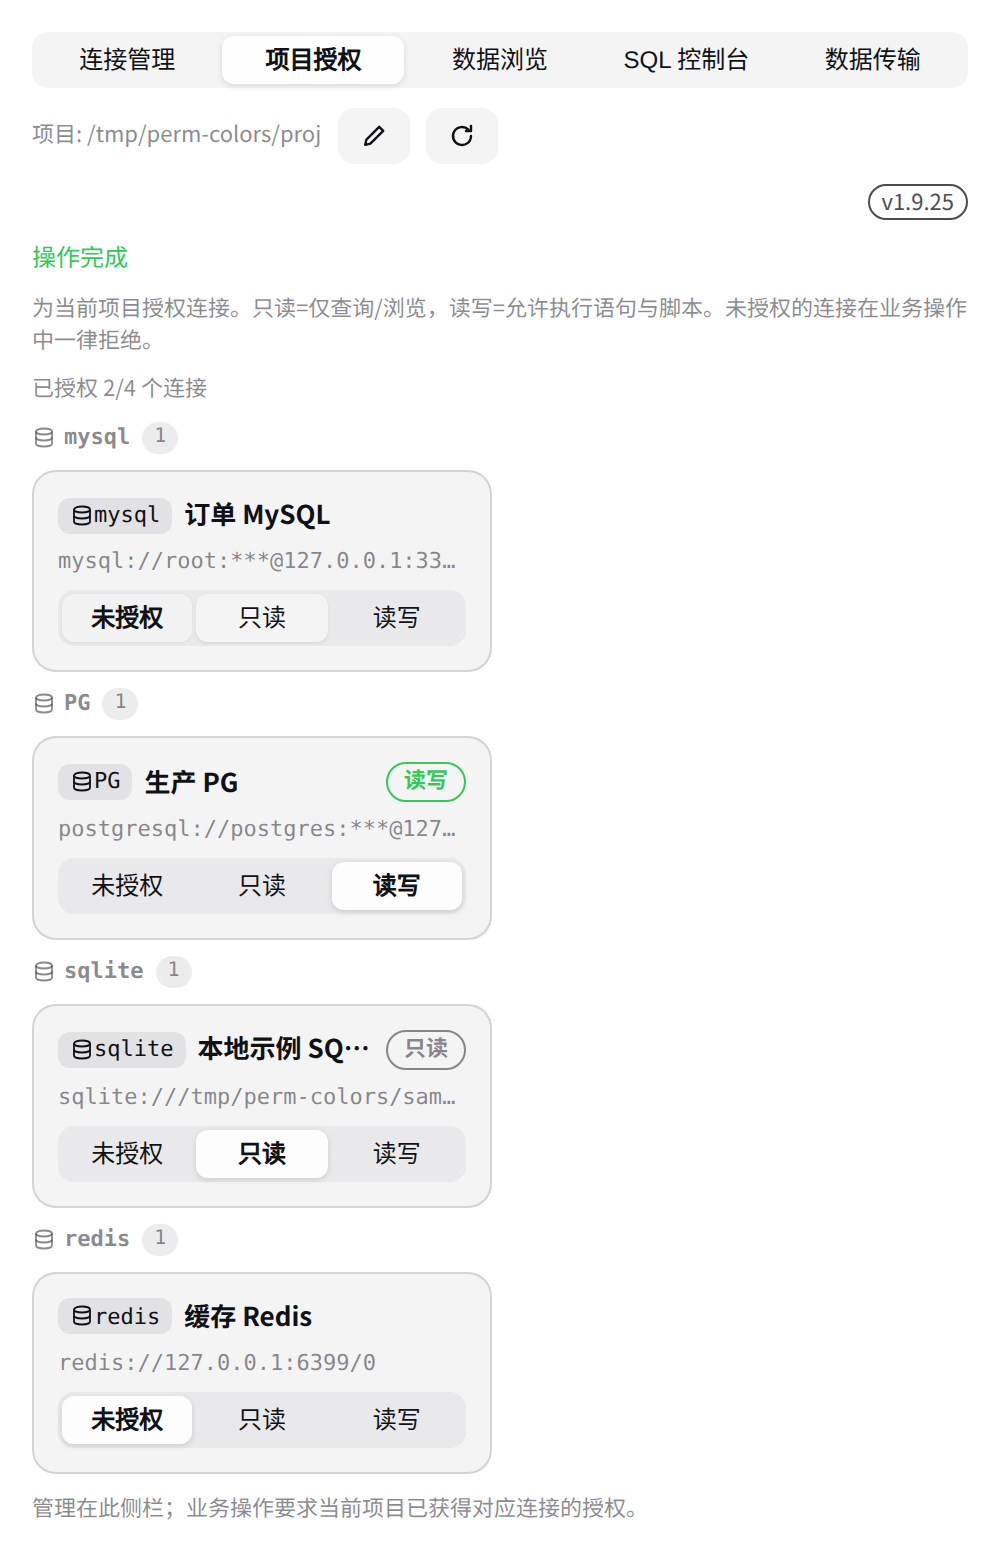 连接管理 项目授权 数据浏览 SQL 控制台 数据传输
项目: /tmp/perm-colors/proj
v1.9.25
操作完成
为当前项目授权连接。只读=仅查询/浏览，读写=允许执行语句与脚本。未授权的连接在业务操作
中一律拒绝。
已授权 2/4 个连接
mysql 1
mysql 订单 MySQL
mysql://root:***@127.0.0.1:33…
未授权 只读 读写
PG 1
PG 生产 PG 读写
postgresql://postgres:***@127…
未授权 只读 读写
sqlite 1
sqlite 本地示例 SQ… 只读
sqlite:///tmp/perm-colors/sam…
未授权 只读 读写
redis 1
redis 缓存 Redis
redis://127.0.0.1:6399/0
未授权 只读 读写
管理在此侧栏；业务操作要求当前项目已获得对应连接的授权。